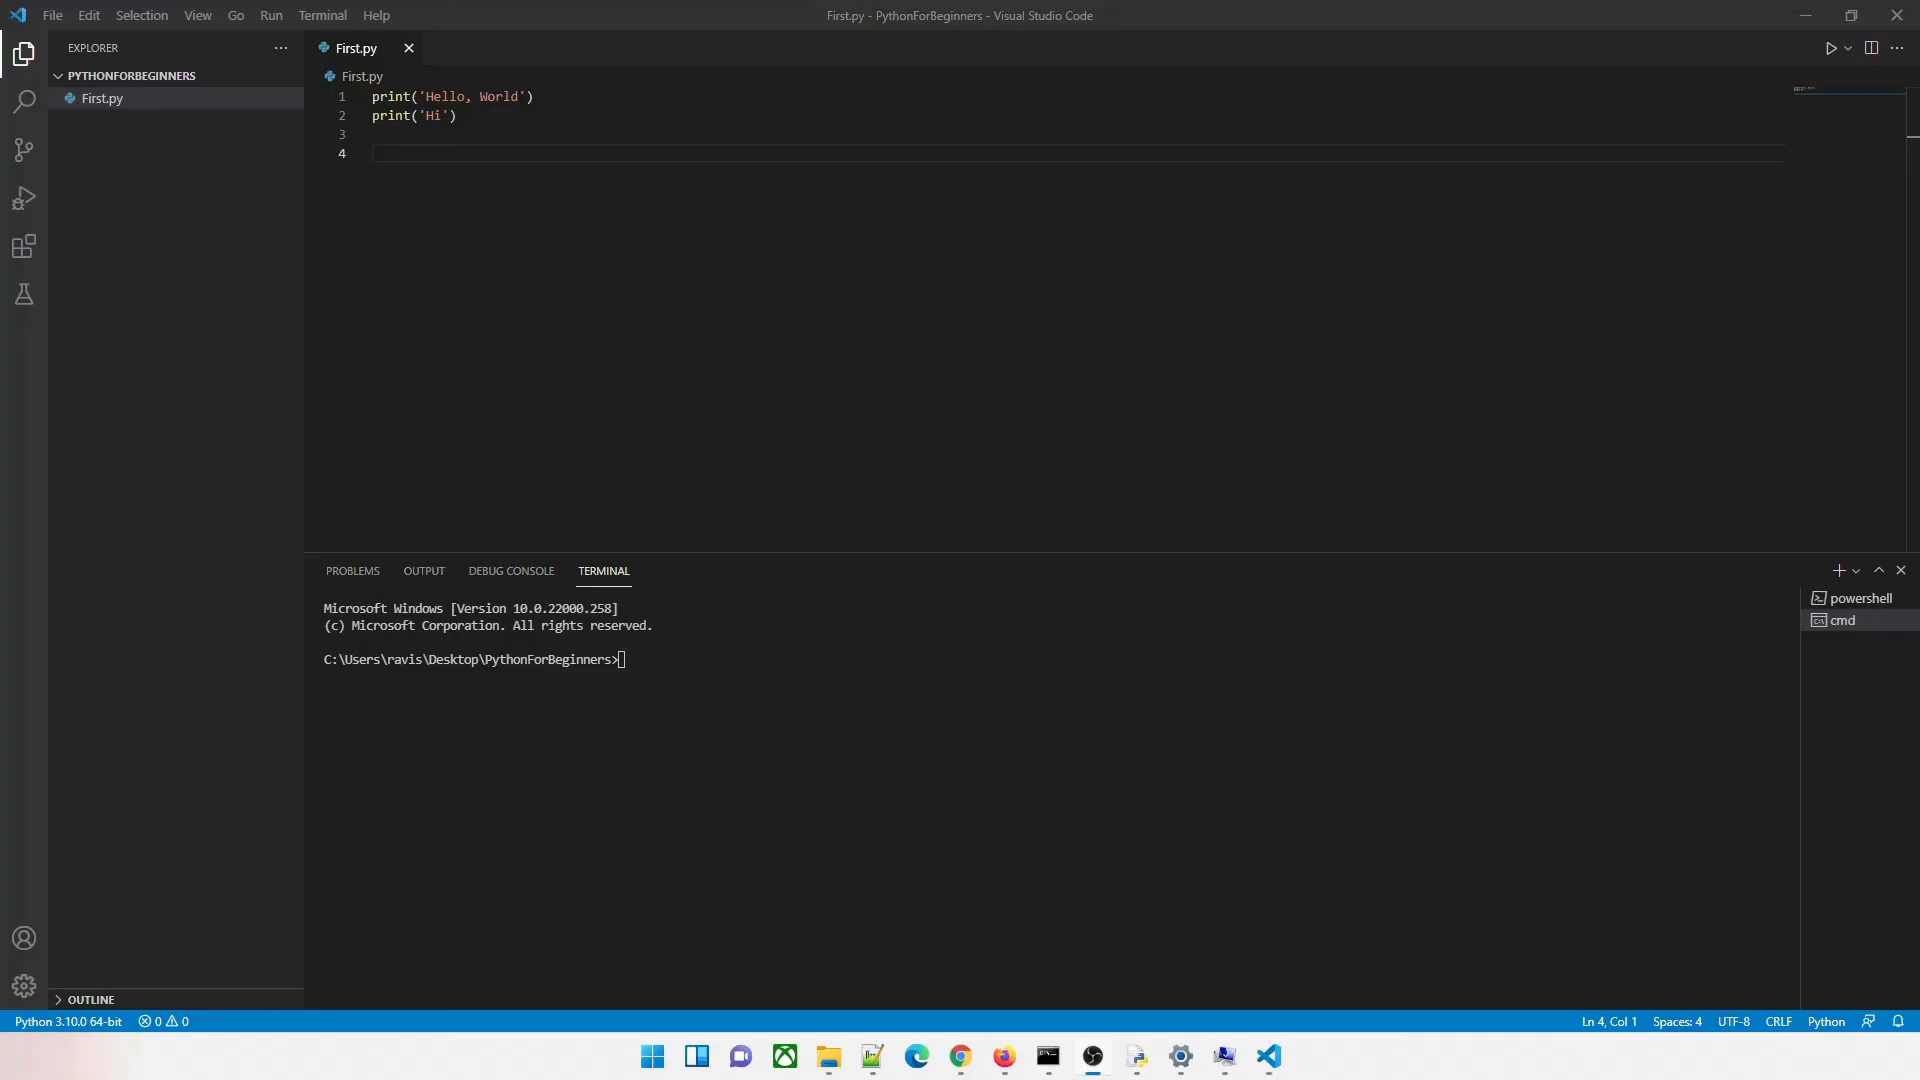 File Edit Selection View Go Run Terminal Help
First.py - PythonForBeginners - Visual Studio Code
EXPLORER
PYTHONFORBEGINNERS
First.py
First.py
First.py
1 print('Hello, World')
2 print('Hi')
3
4
PROBLEMS OUTPUT DEBUG CONSOLE TERMINAL
Microsoft Windows [Version 10.0.22000.258]
(c) Microsoft Corporation. All rights reserved.
C:\Users\ravis\Desktop\PythonForBeginners>
powershell
cmd
OUTLINE
Python 3.10.0 64-bit 0 0
Ln 4, Col 1 Spaces: 4 UTF-8 CRLF Python